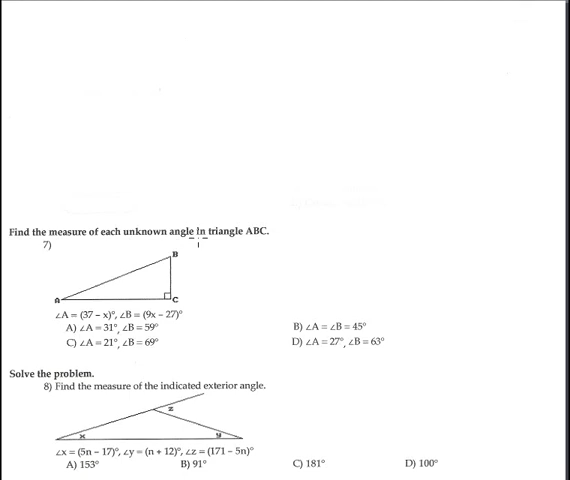 Find the measure of each unknown angle In triangle ABC.
7)
B
A
C
∠A = (37 - x)°, ∠B = (9x - 27)°
A) ∠A = 31°, ∠B = 59°
B) ∠A = ∠B = 45°
C) ∠A = 21°, ∠B = 69°
D) ∠A = 27°, ∠B = 63°
Solve the problem.
8) Find the measure of the indicated exterior angle.
z
x
y
∠x = (5n - 17)°, ∠y = (n + 12)°, ∠z = (171 - 5n)°
A) 153°
B) 91°
C) 181°
D) 100°